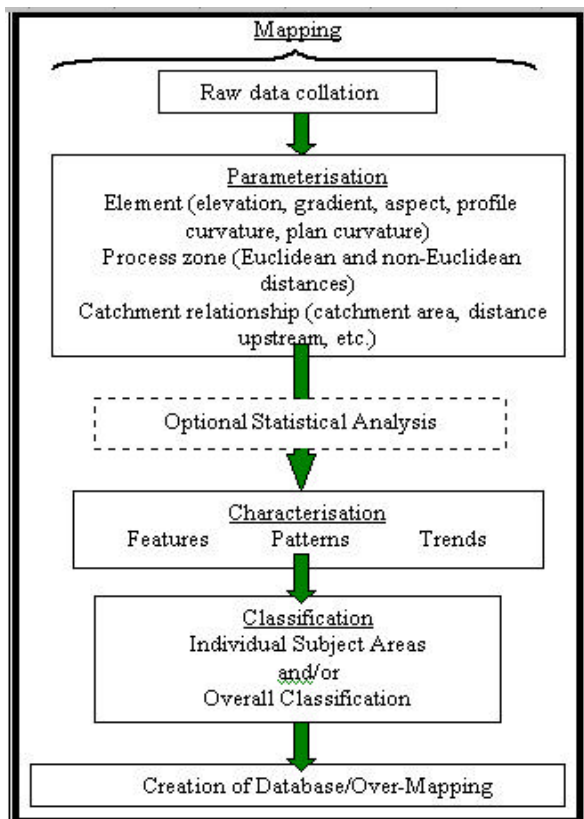 Mapping
Raw data collation
Parameterisation
Element (elevation, gradient, aspect, profile
curvature, plan curvature)
Process zone (Euclidean and non-Euclidean
distances)
Catchment relationship (catchment area, distance
upstream, etc.)
Optional Statistical Analysis
Characterisation
Features Patterns Trends
Classification
Individual Subject Areas
and/or
Overall Classification
Creation of Database/Over-Mapping